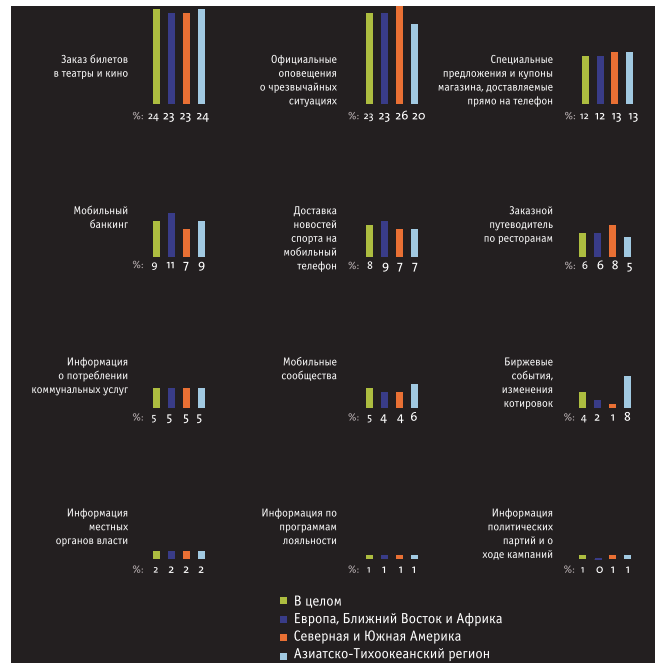 Заказ билетов
в театры и кино
%: 24 23 23 24
Официальные
оповещения
о чрезвычайных
ситуациях
%: 23 23 26 20
Специальные
предложения и купоны
магазина, доставляемые
прямо на телефон
%: 12 12 13 13
Мобильный
банкинг
%: 9 11 7 9
Доставка
новостей
спорта на
мобильный
телефон
%: 8 9 7 7
Заказной
путеводитель
по ресторанам
%: 6 6 8 5
Информация
о потреблении
коммунальных услуг
%: 5 5 5 5
Мобильные
сообщества
%: 5 4 4 6
Биржевые
события,
изменения
котировок
%: 4 2 1 8
Информация
местных
органов власти
%: 2 2 2 2
Информация по
программам
лояльности
%: 1 1 1 1
Информация
политических
партий и о
ходе кампаний
%: 1 0 1 1
В целом
Европа, Ближний Восток и Африка
Северная и Южная Америка
Азиатско-Тихоокеанский регион